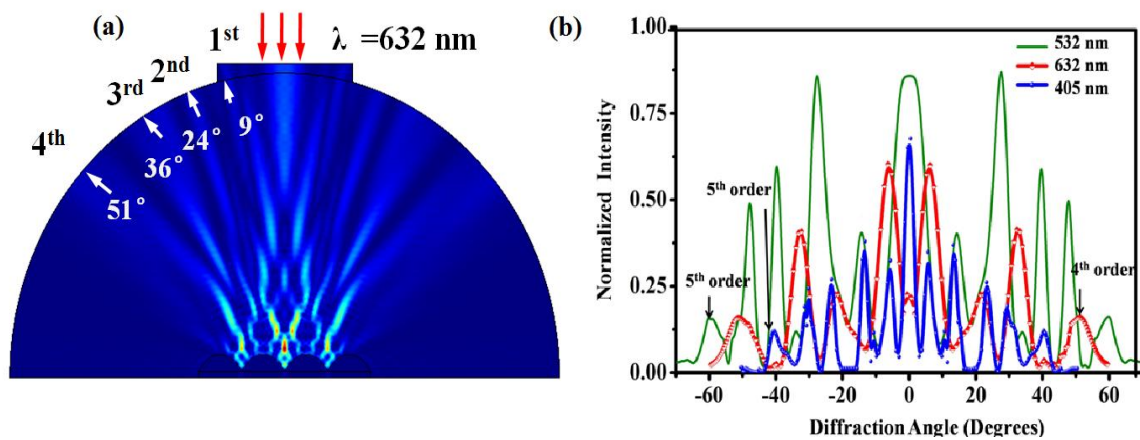 (a)
1st
λ =632 nm
2nd
3rd
4th
9°
24°
36°
51°
(b)
1.00
0.75
0.50
0.25
0.00
Normalized Intensity
532 nm
632 nm
405 nm
5th order
5th order
4th order
-60 -40 -20 0 20 40 60
Diffraction Angle (Degrees)